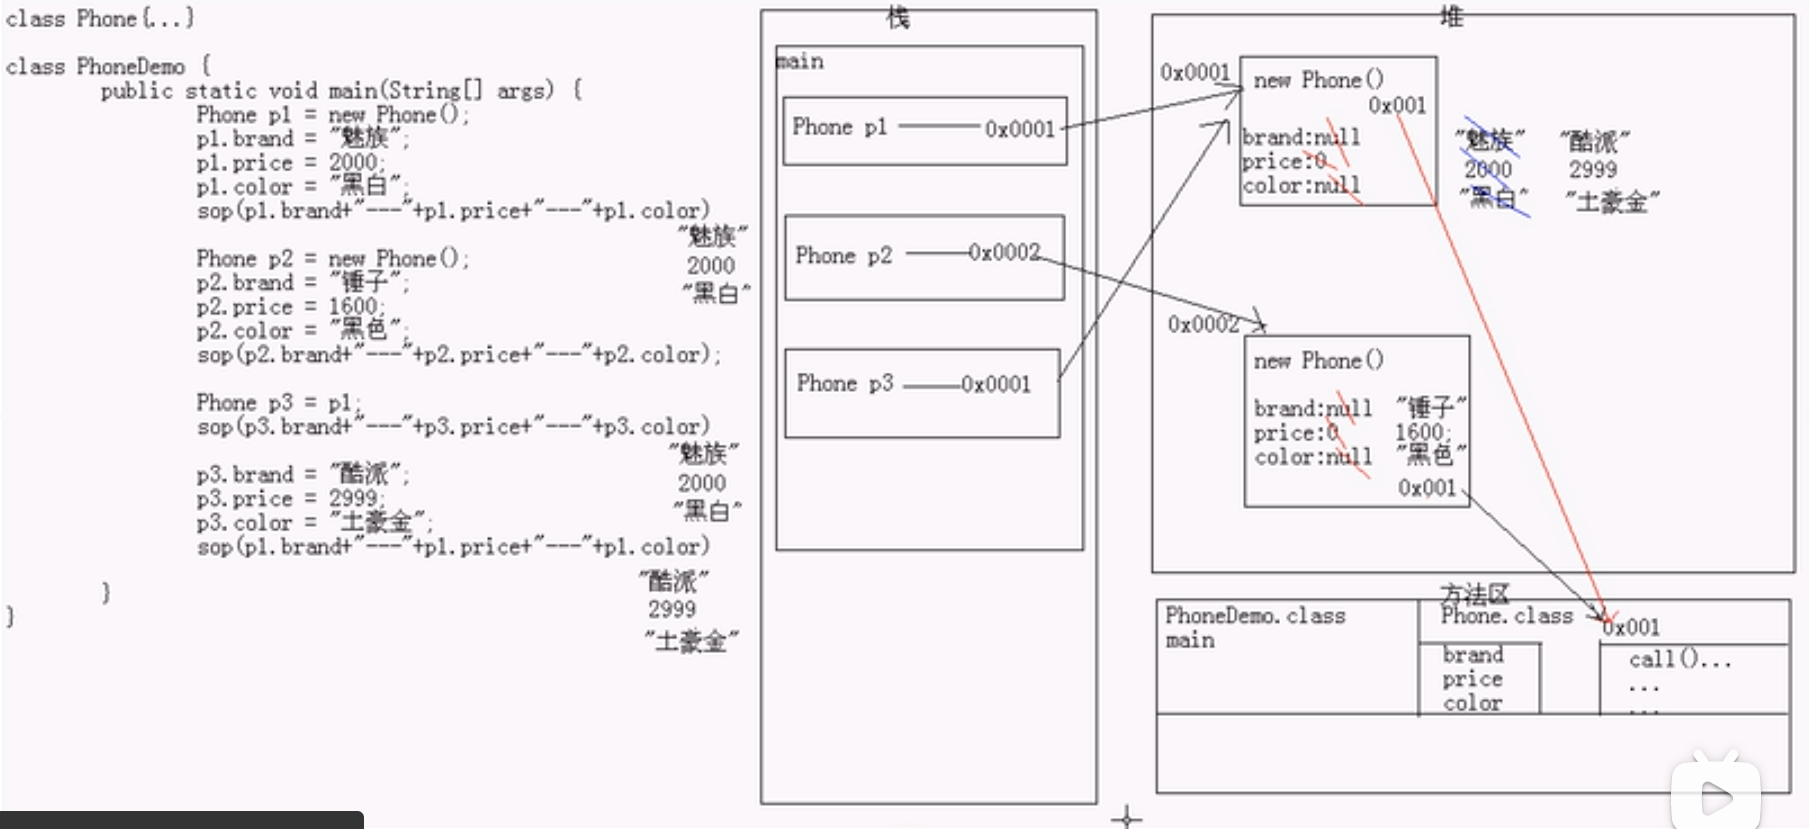 class Phone{...}
class PhoneDemo {
public static void main(String[] args) {
Phone p1 = new Phone();
p1.brand = "魅族";
p1.price = 2000;
p1.color = "黑白";
sop(p1.brand+"---"+p1.price+"---"+p1.color)
"魅族"
2000
"黑白"
Phone p2 = new Phone();
p2.brand = "锤子";
p2.price = 1600;
p2.color = "黑色";
sop(p2.brand+"---"+p2.price+"---"+p2.color);
Phone p3 = p1;
sop(p3.brand+"---"+p3.price+"---"+p3.color)
"魅族"
2000
"黑白"
p3.brand = "酷派";
p3.price = 2999;
p3.color = "土豪金";
sop(p1.brand+"---"+p1.price+"---"+p1.color)
"酷派"
2999
"土豪金"
}
}
栈
main
Phone p1 0x0001
Phone p2 0x0002
Phone p3 0x0001
堆
0x0001
new Phone()
0x001
brand:null "魅族" "酷派"
price:0 2000 2999
color:null "黑白" "土豪金"
0x0002
new Phone()
brand:null "锤子"
price:0 1600;
color:null "黑色"
0x001
方法区
PhoneDemo.class
main
Phone.class
brand
price
color
0x001
call()...
...
...